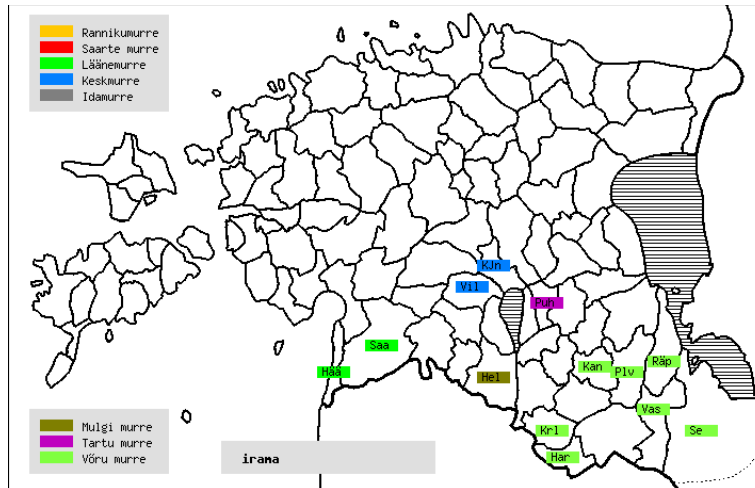 Rannikumurre
Saarte murre
Läänemurre
Keskmurre
Idamurre
KJn
Vil
Puh
Saa
Hää
Hel
Kan
Plv
Räp
Vas
Krl
Se
Har
Mulgi murre
Tartu murre
Võru murre
irama